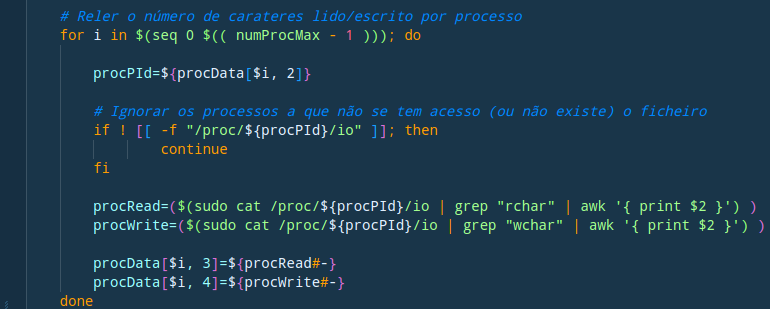 # Reler o número de carateres lido/escrito por processo
for i in $(seq 0 $(( numProcMax - 1 ))); do
procPId=${procData[$i, 2]}
# Ignorar os processos a que não se tem acesso (ou não existe) o ficheiro
if ! [[ -f "/proc/${procPId}/io" ]]; then
continue
fi
procRead=($(sudo cat /proc/${procPId}/io | grep "rchar" | awk '{ print $2 }') )
procWrite=($(sudo cat /proc/${procPId}/io | grep "wchar" | awk '{ print $2 }') )
procData[$i, 3]=${procRead#-}
procData[$i, 4]=${procWrite#-}
done